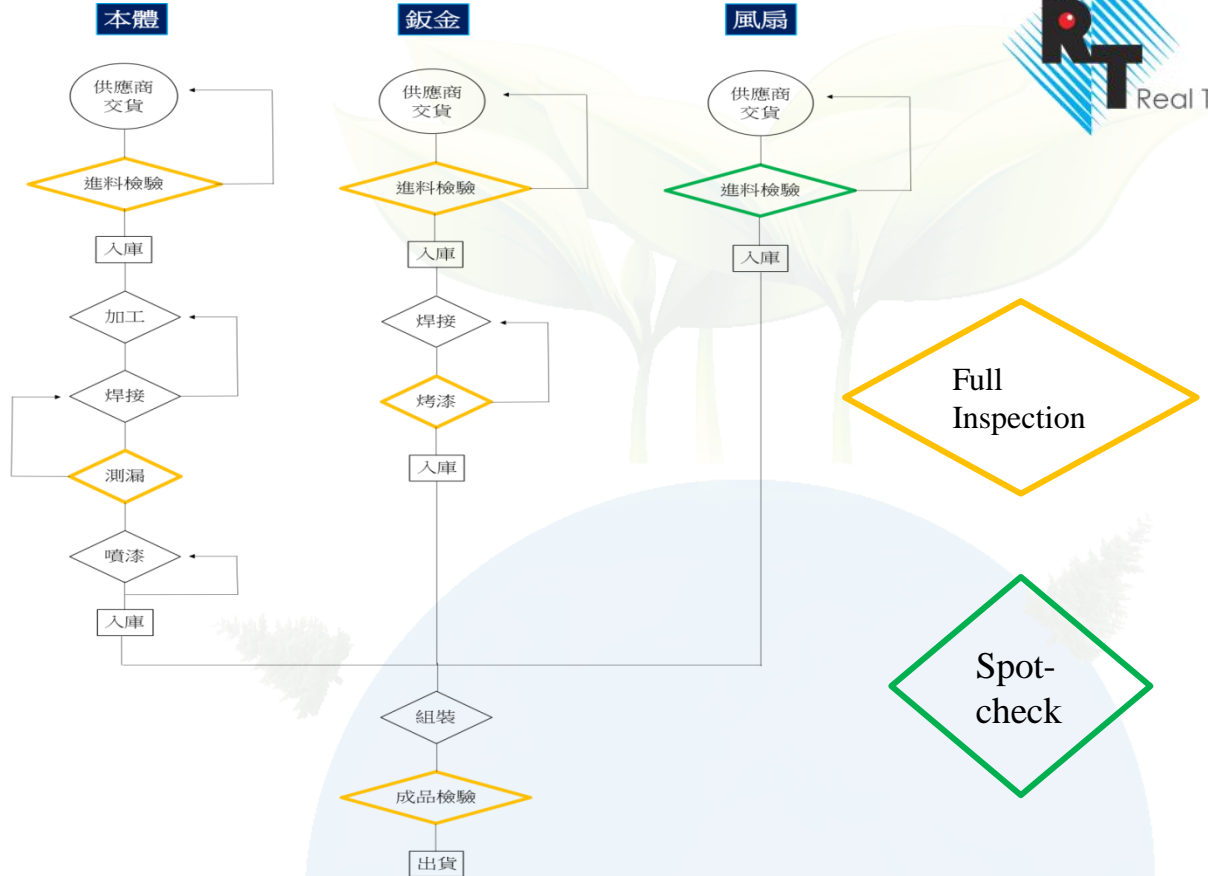 本體
鈑金
風扇
RT
Real T
供應商
交貨
進料檢驗
入庫
加工
焊接
測漏
噴漆
入庫
供應商
交貨
進料檢驗
入庫
焊接
烤漆
入庫
供應商
交貨
進料檢驗
入庫
組裝
成品檢驗
出貨
Full
Inspection
Spot-
check